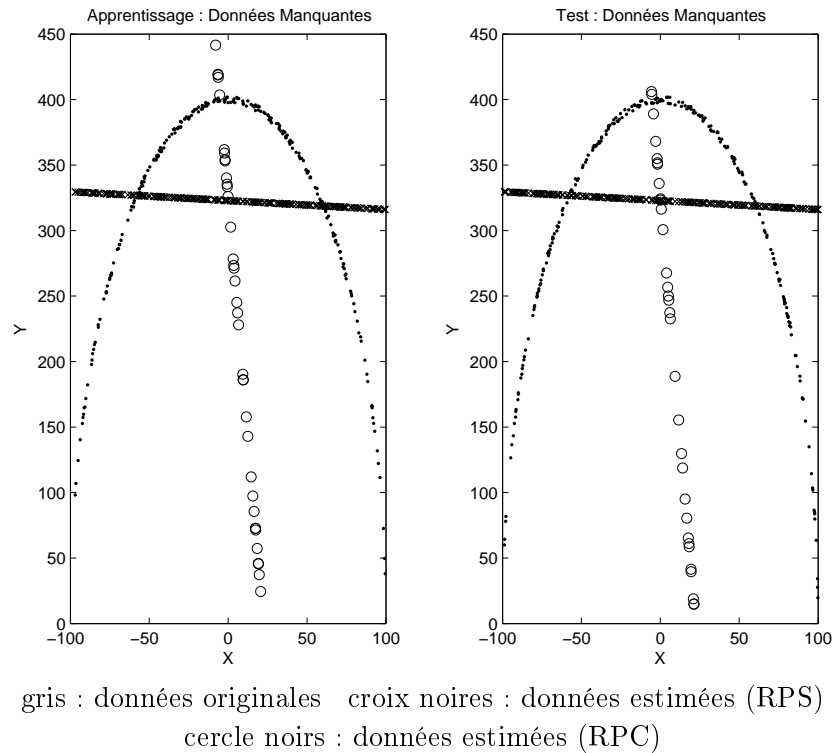 Apprentissage : Données Manquantes
450
400
350
300
250
200
150
100
50
0
Y
−100 −50 0 50 100
X
Test : Données Manquantes
450
400
350
300
250
200
150
100
50
0
Y
−100 −50 0 50 100
X
gris : données originales croix noires : données estimées (RPS)
cercle noirs : données estimées (RPC)